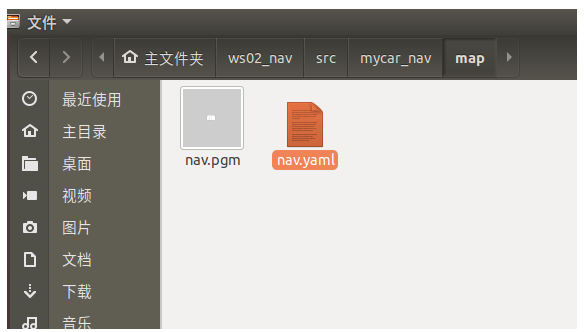 文件
主文件夹 ws02_nav src mycar_nav map
最近使用
主目录
桌面
视频
图片
文档
下载
音乐
nav.pgm nav.yaml